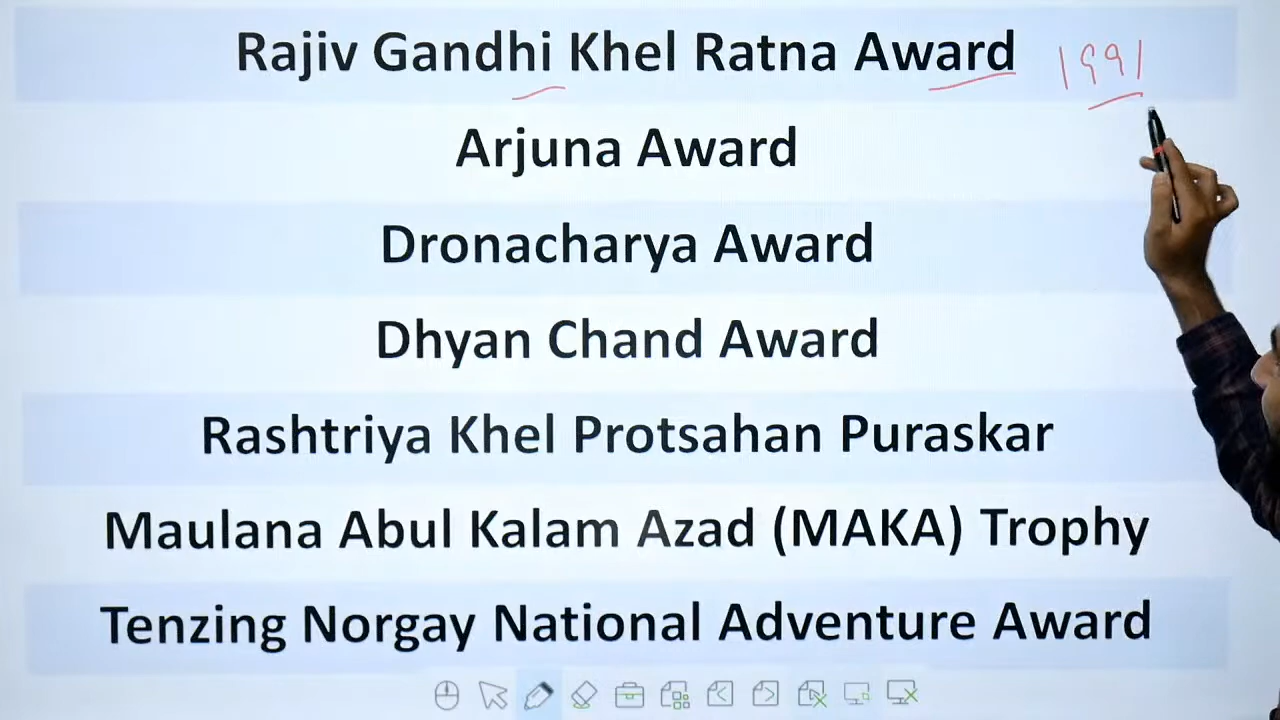 Rajiv Gandhi Khel Ratna Award 1991
Arjuna Award
Dronacharya Award
Dhyan Chand Award
Rashtriya Khel Protsahan Puraskar
Maulana Abul Kalam Azad (MAKA) Trophy
Tenzing Norgay National Adventure Award